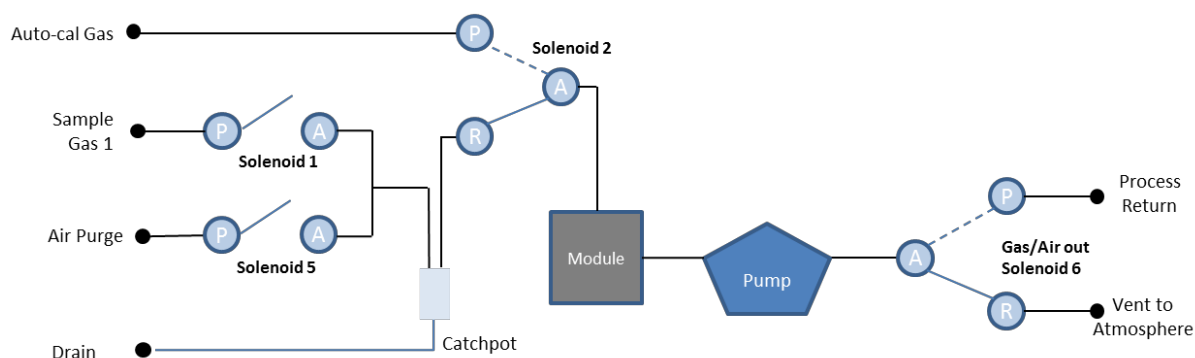 Auto-cal Gas
P
Solenoid 2
A
Sample
Gas 1
P
A
R
Solenoid 1
Air Purge
P
A
Solenoid 5
Module
Pump
A
P
Process
Return
Gas/Air out
Solenoid 6
R
Vent to
Atmosphere
Catchpot
Drain